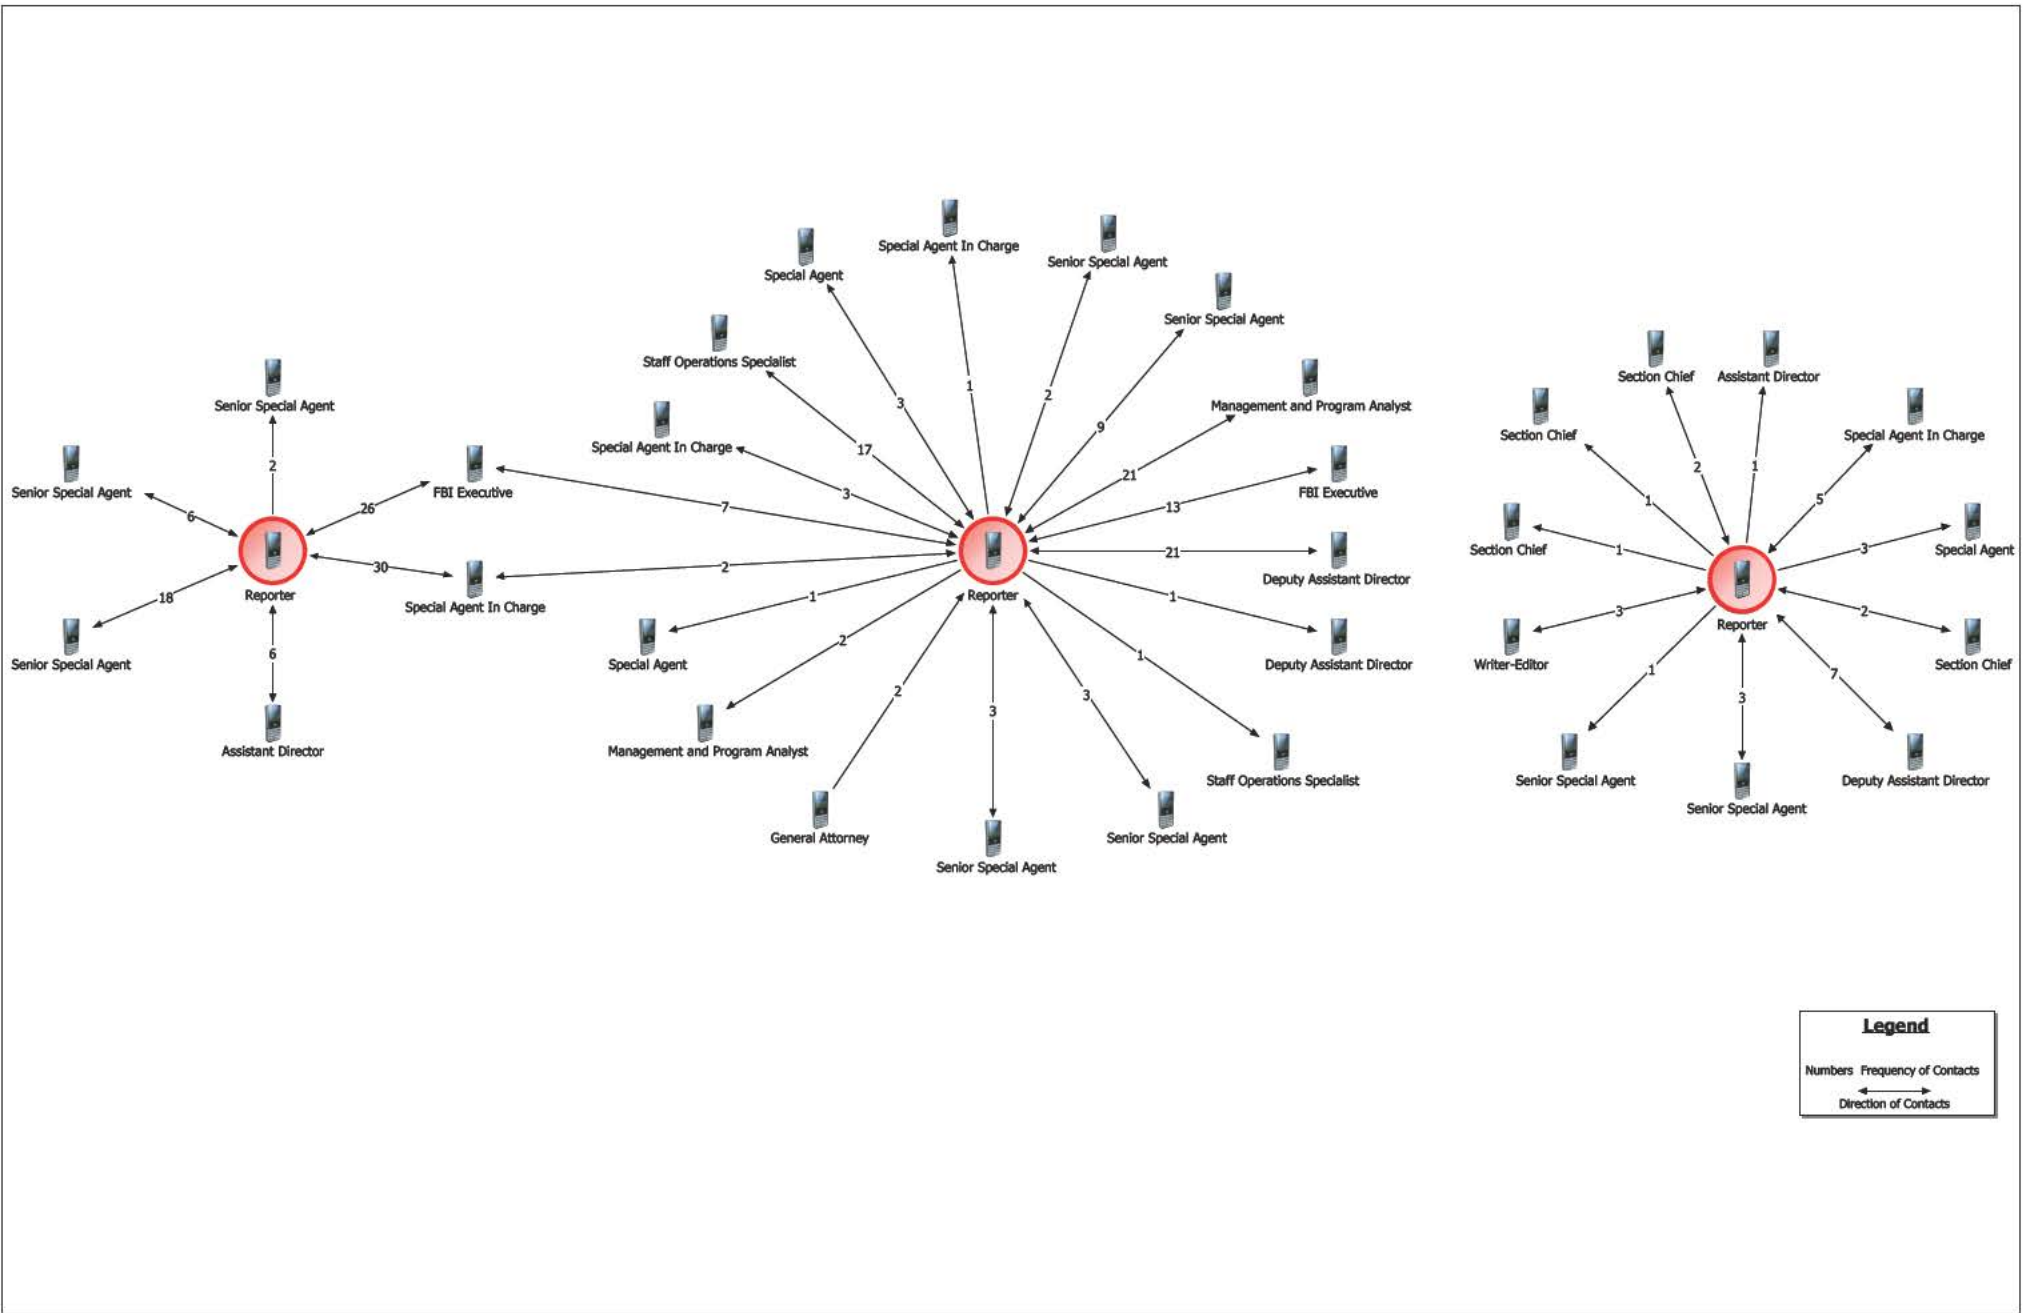 Special Agent In Charge
Special Agent
Senior Special Agent
Senior Special Agent
Staff Operations Specialist
Special Agent In Charge
Management and Program Analyst
FBI Executive
Deputy Assistant Director
Deputy Assistant Director
Staff Operations Specialist
Senior Special Agent
Senior Special Agent
General Attorney
Management and Program Analyst
Special Agent
Reporter
1
3
2
9
17
21
3
13
7
21
2
1
1
2
1
2
3
3
Senior Special Agent
Senior Special Agent
FBI Executive
Special Agent In Charge
Senior Special Agent
Assistant Director
Reporter
2
6
26
30
18
6
Section Chief
Assistant Director
Section Chief
Special Agent In Charge
Section Chief
Special Agent
Writer-Editor
Section Chief
Senior Special Agent
Senior Special Agent
Deputy Assistant Director
Reporter
2
1
1
5
1
3
3
2
1
3
7
Legend
Numbers Frequency of Contacts
Direction of Contacts